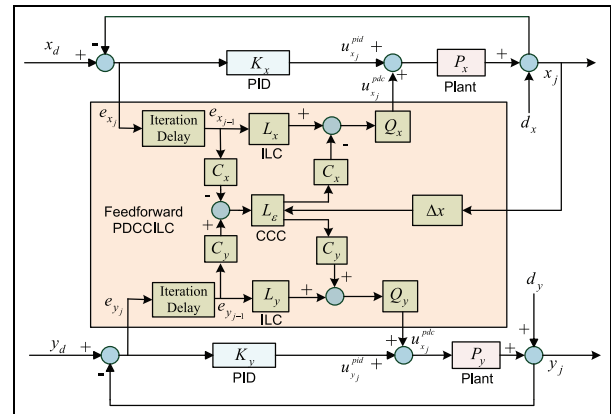 -
x_d + K_x PID u_{x_j}^{pid} + P_x Plant + x_j
u_{x_j}^{pdc} +
d_x
e_{x_j} Iteration Delay e_{x_{j-1}} L_x ILC + - Q_x
C_x C_x
-
Feedforward PDCCILC + L_ε CCC Δx
C_y C_y
+
e_{y_j} Iteration Delay e_{y_{j-1}} L_y ILC + Q_y
d_y
y_d + K_y PID u_{y_j}^{pid} + + u_{x_j}^{pdc} P_y Plant + + y_j
-